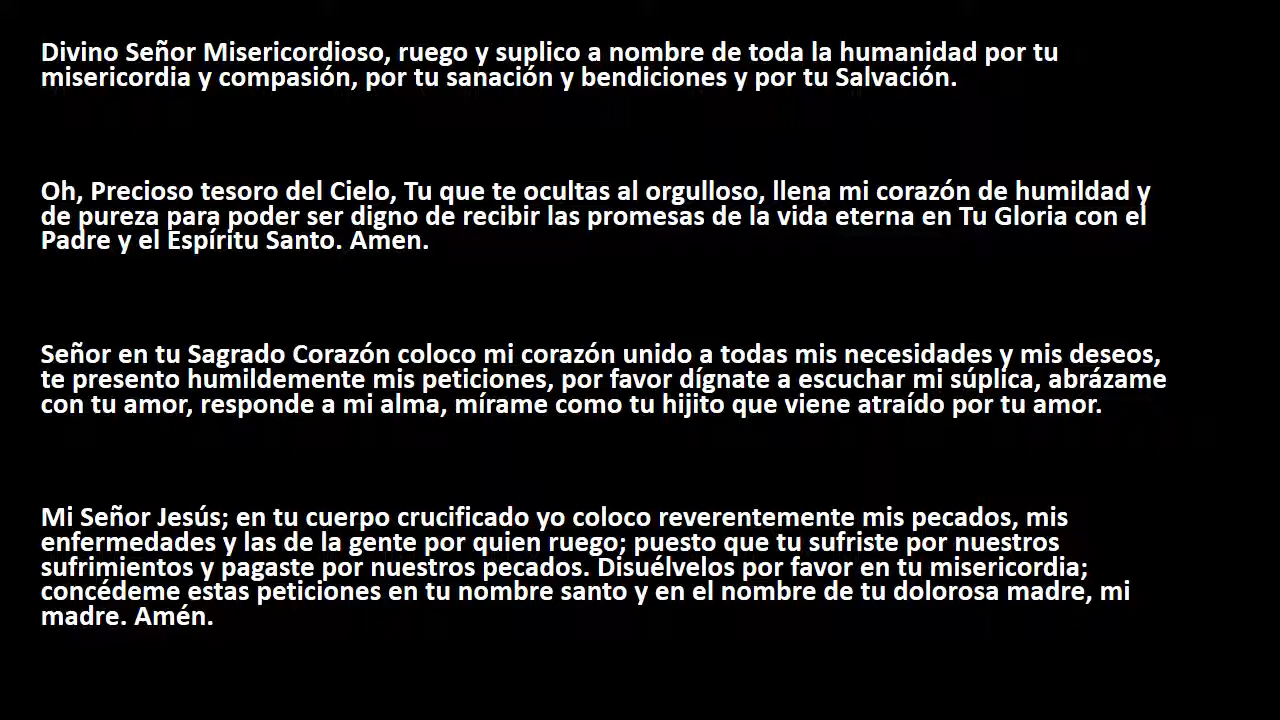 Divino Señor Misericordioso, ruego y suplico a nombre de toda la humanidad por tu
misericordia y compasión, por tu sanación y bendiciones y por tu Salvación.
Oh, Precioso tesoro del Cielo, Tu que te ocultas al orgulloso, llena mi corazón de humildad y
de pureza para poder ser digno de recibir las promesas de la vida eterna en Tu Gloria con el
Padre y el Espíritu Santo. Amen.
Señor en tu Sagrado Corazón coloco mi corazón unido a todas mis necesidades y mis deseos,
te presento humildemente mis peticiones, por favor dígnate a escuchar mi súplica, abrázame
con tu amor, responde a mi alma, mírame como tu hijito que viene atraído por tu amor.
Mi Señor Jesús; en tu cuerpo crucificado yo coloco reverentemente mis pecados, mis
enfermedades y las de la gente por quien ruego; puesto que tu sufriste por nuestros
sufrimientos y pagaste por nuestros pecados. Disuélvelos por favor en tu misericordia;
concédeme estas peticiones en tu nombre santo y en el nombre de tu dolorosa madre, mi
madre. Amén.